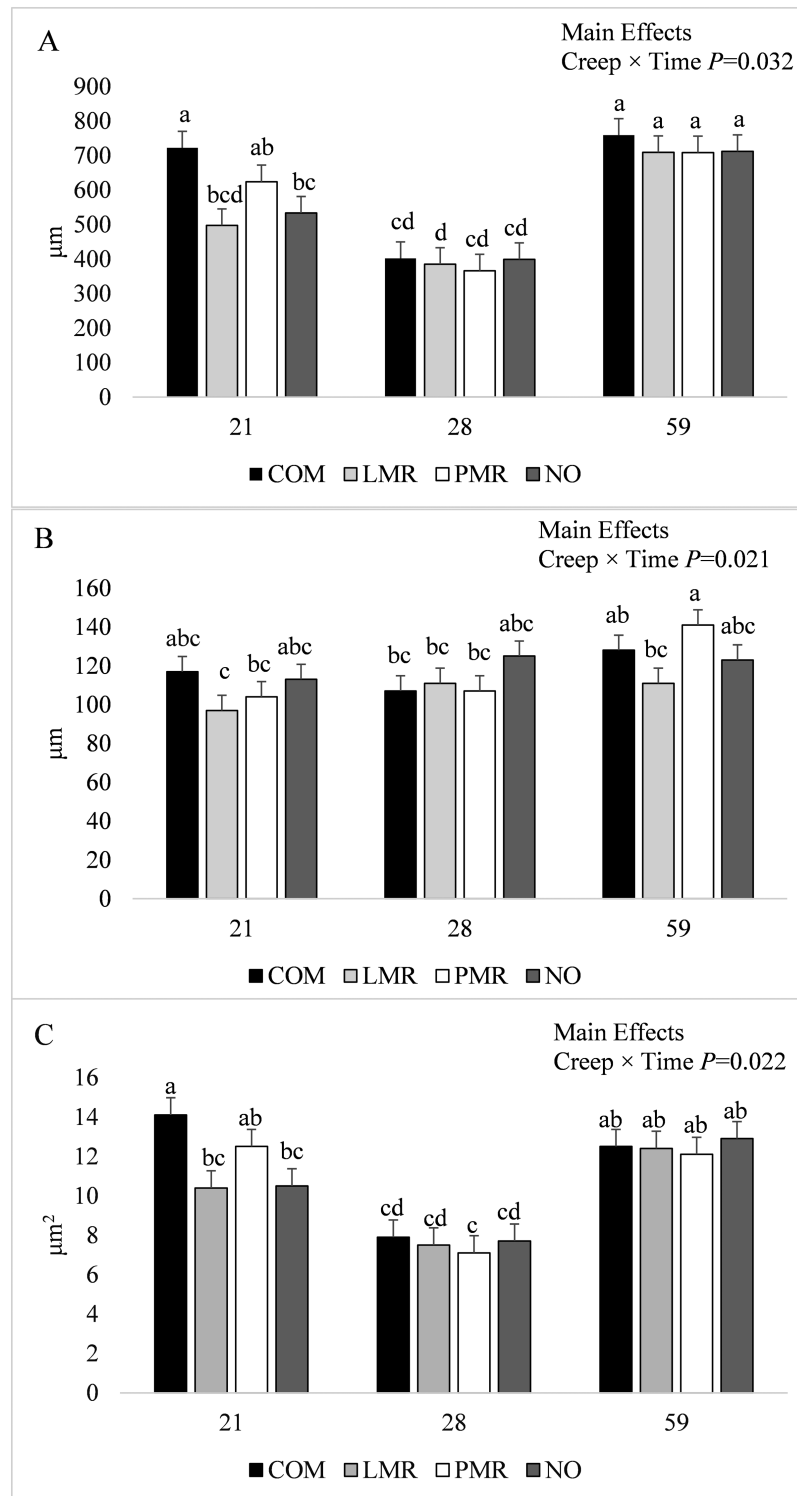 A
Main Effects
Creep × Time P=0.032
900
800
700
600
500
400
300
200
100
0
μm
a
bcd
ab
bc
cd
d
cd
cd
a
a
a
a
21
28
59
COM LMR PMR NO
B
Main Effects
Creep × Time P=0.021
160
140
120
100
80
60
40
20
0
μm
abc
c
bc
abc
bc
bc
bc
abc
ab
bc
a
abc
21
28
59
COM LMR PMR NO
C
Main Effects
Creep × Time P=0.022
16
14
12
10
8
6
4
2
0
μm²
a
bc
ab
bc
cd
cd
c
cd
ab
ab
ab
ab
21
28
59
COM LMR PMR NO